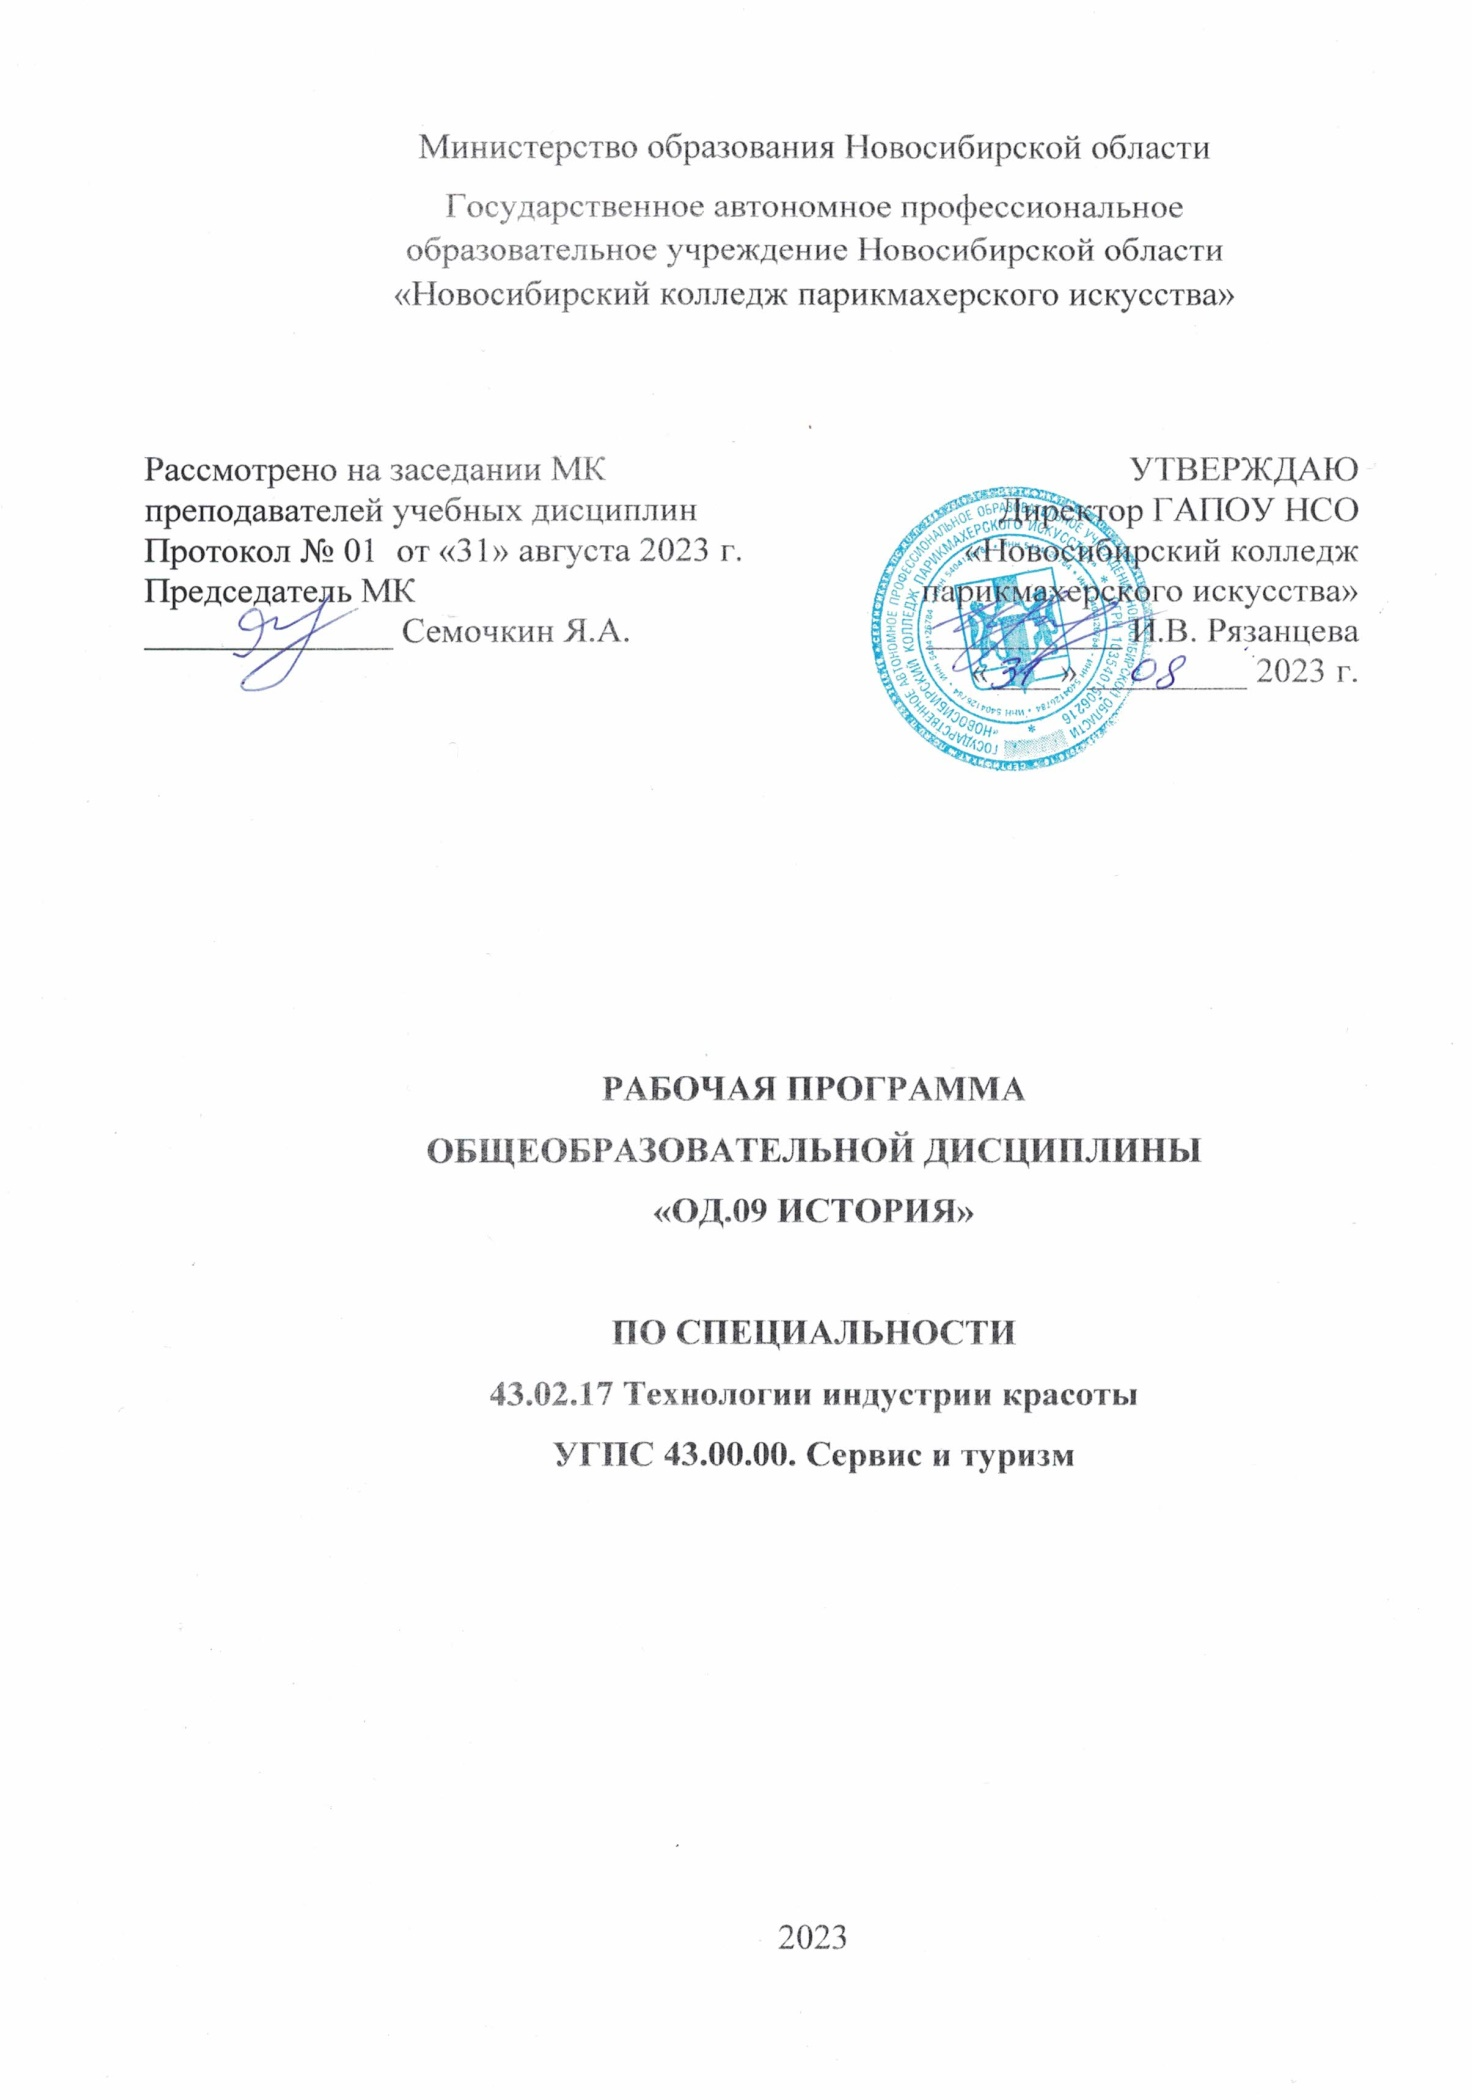 Министерство образования Новосибирской области
Государственное автономное профессиональное
образовательное учреждение Новосибирской области
«Новосибирский колледж парикмахерского искусства»
Рассмотрено на заседании МК
преподавателей учебных дисциплин
Протокол № 01 от «31» августа 2023 г.
Председатель МК
_______________ Семочкин Я.А.
УТВЕРЖДАЮ
Директор ГАПОУ НСО
«Новосибирский колледж
парикмахерского искусства»
____________ И.В. Рязанцева
«31» 08 2023 г.
РАБОЧАЯ ПРОГРАММА
ОБЩЕОБРАЗОВАТЕЛЬНОЙ ДИСЦИПЛИНЫ
«ОД.09 ИСТОРИЯ»
ПО СПЕЦИАЛЬНОСТИ
43.02.17 Технологии индустрии красоты
УГПС 43.00.00. Сервис и туризм
2023